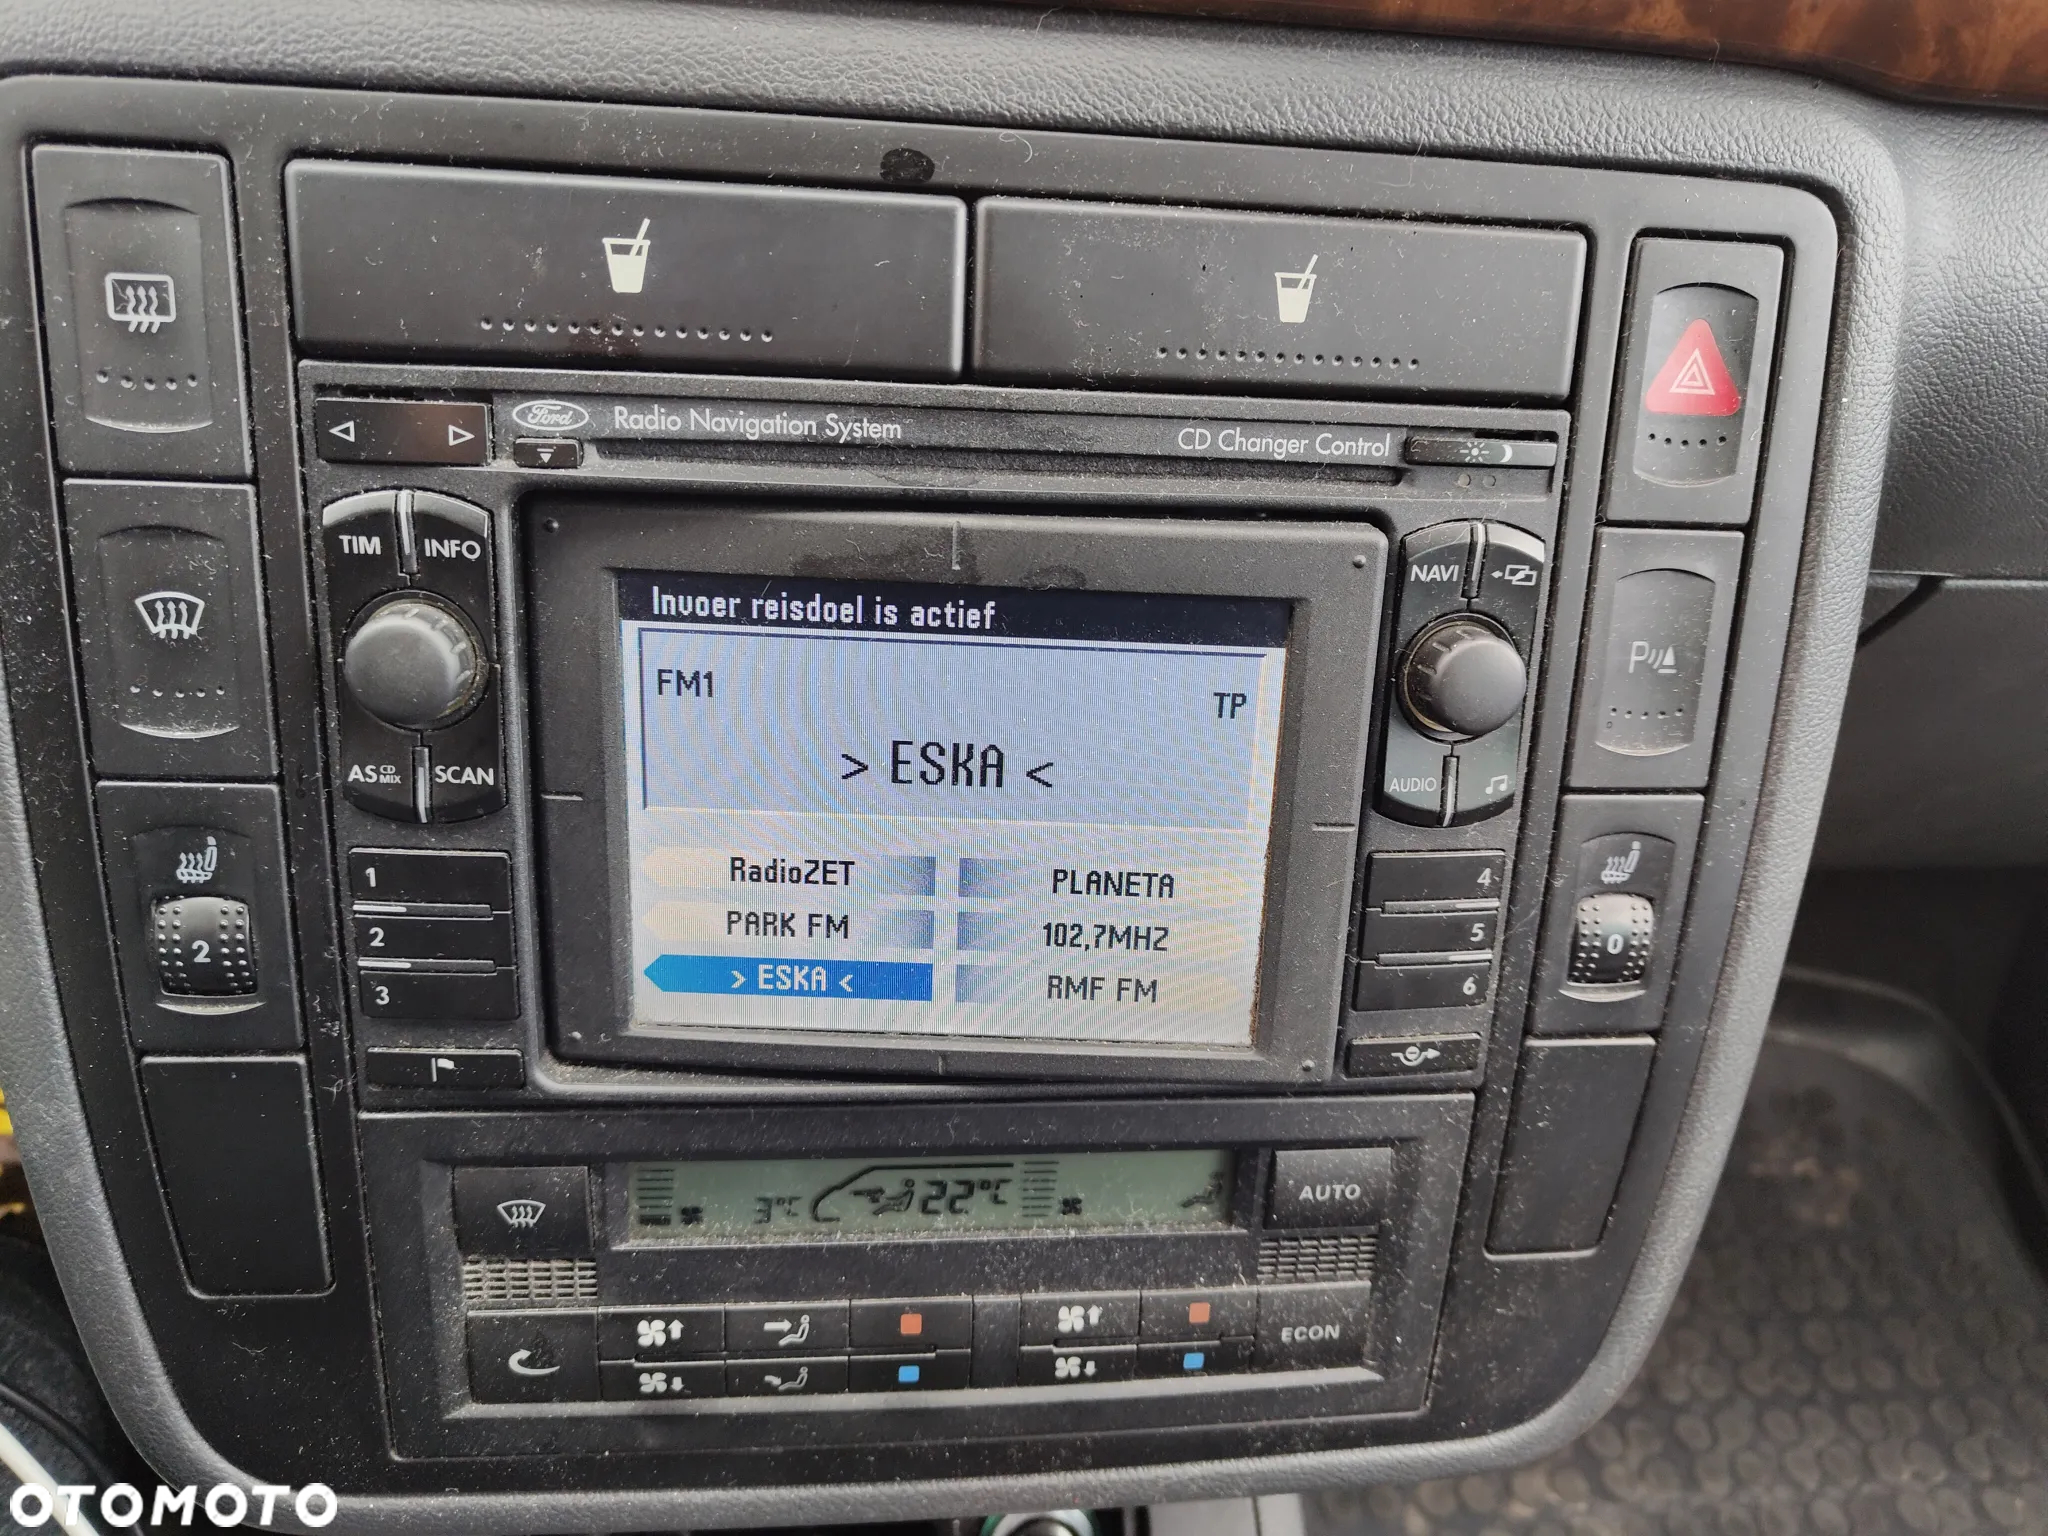 Ford Radio Navigation System
CD Changer Control
TIM INFO
NAVI
Invoer reisdoel is actief
FM1
TP
> ESKA <
AS CD MIX SCAN
AUDIO
RadioZET
PLANETA
PARK FM
102,7MHZ
> ESKA <
RMF FM
1
2
3
4
5
6
P
2
0
3°C
22°C
AUTO
ECON
OTOMOTO